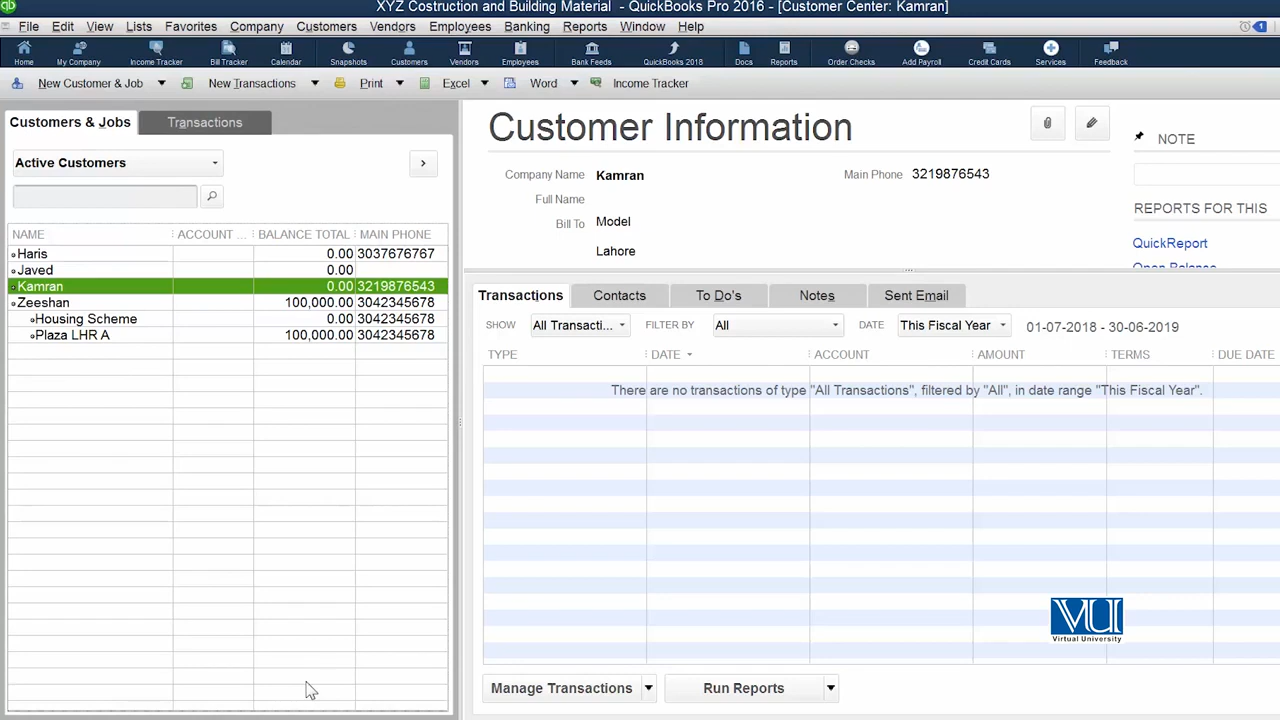 XYZ Costruction and Building Material - QuickBooks Pro 2016 - [Customer Center: Kamran]
File Edit View Lists Favorites Company Customers Vendors Employees Banking Reports Window Help 1
Home My Company Income Tracker Bill Tracker Calendar Snapshots Customers Vendors Employees Bank Feeds QuickBooks 2018 Docs Reports Order Checks Add Payroll Credit Cards Services Feedback
New Customer & Job New Transactions Print Excel Word Income Tracker
Customers & Jobs Transactions
Active Customers
NAME ACCOUNT ... BALANCE TOTAL MAIN PHONE
Haris 0.00 3037676767
Javed 0.00
Kamran 0.00 3219876543
Zeeshan 100,000.00 3042345678
Housing Scheme 0.00 3042345678
Plaza LHR A 100,000.00 3042345678
Customer Information
Company Name Kamran
Full Name
Bill To Model
Lahore
Main Phone 3219876543
NOTE
REPORTS FOR THIS
QuickReport
Open Balance
Transactions Contacts To Do's Notes Sent Email
SHOW All Transacti... FILTER BY All DATE This Fiscal Year 01-07-2018 - 30-06-2019
TYPE DATE ACCOUNT AMOUNT TERMS DUE DATE
There are no transactions of type "All Transactions", filtered by "All", in date range "This Fiscal Year".
VU
Virtual University
Manage Transactions Run Reports